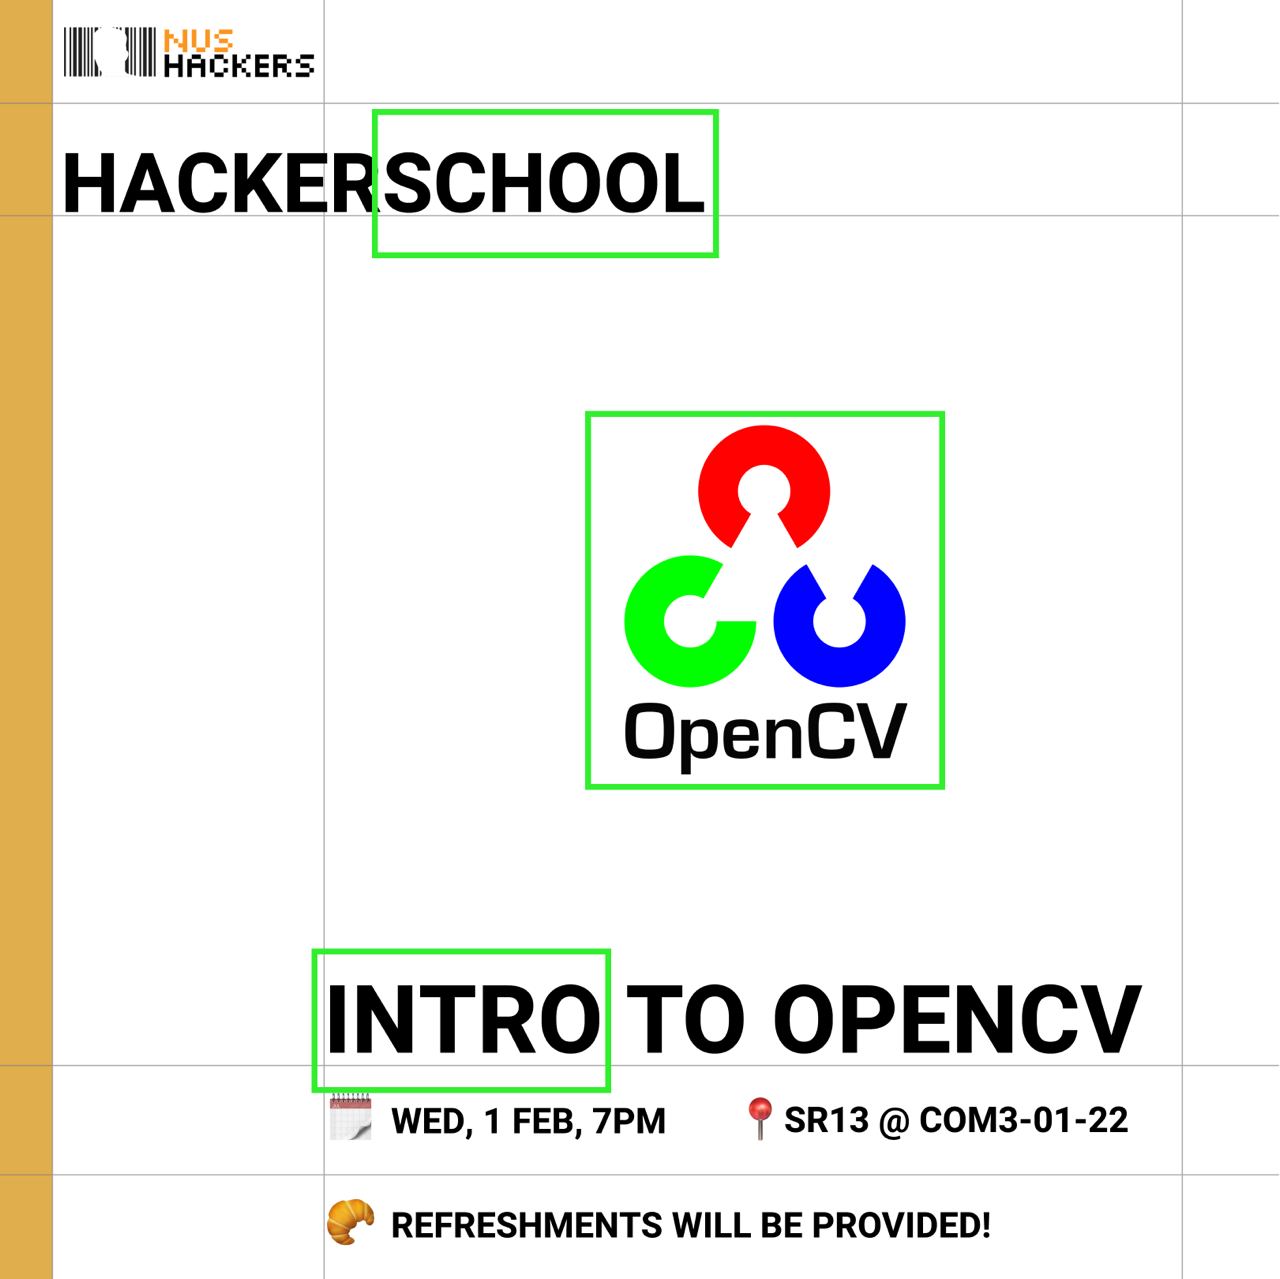 NUS
HACKERS
HACKERSCHOOL
OpenCV
INTRO TO OPENCV
WED, 1 FEB, 7PM
SR13 @ COM3-01-22
REFRESHMENTS WILL BE PROVIDED!